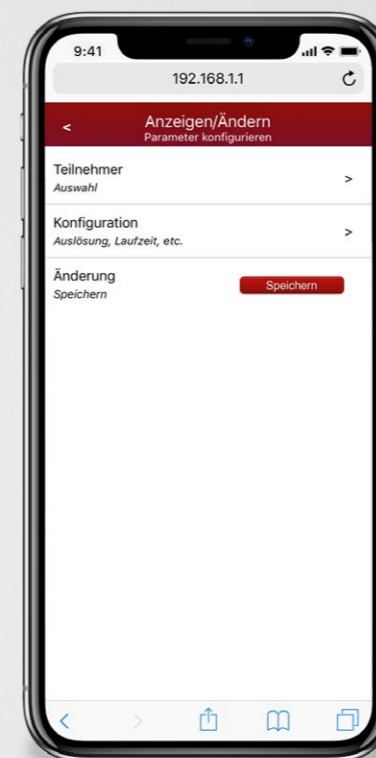 9:41
192.168.1.1
<
Anzeigen/Ändern
Parameter konfigurieren
Teilnehmer
Auswahl
>
Konfiguration
Auslösung, Laufzeit, etc.
>
Änderung
Speichern
Speichern